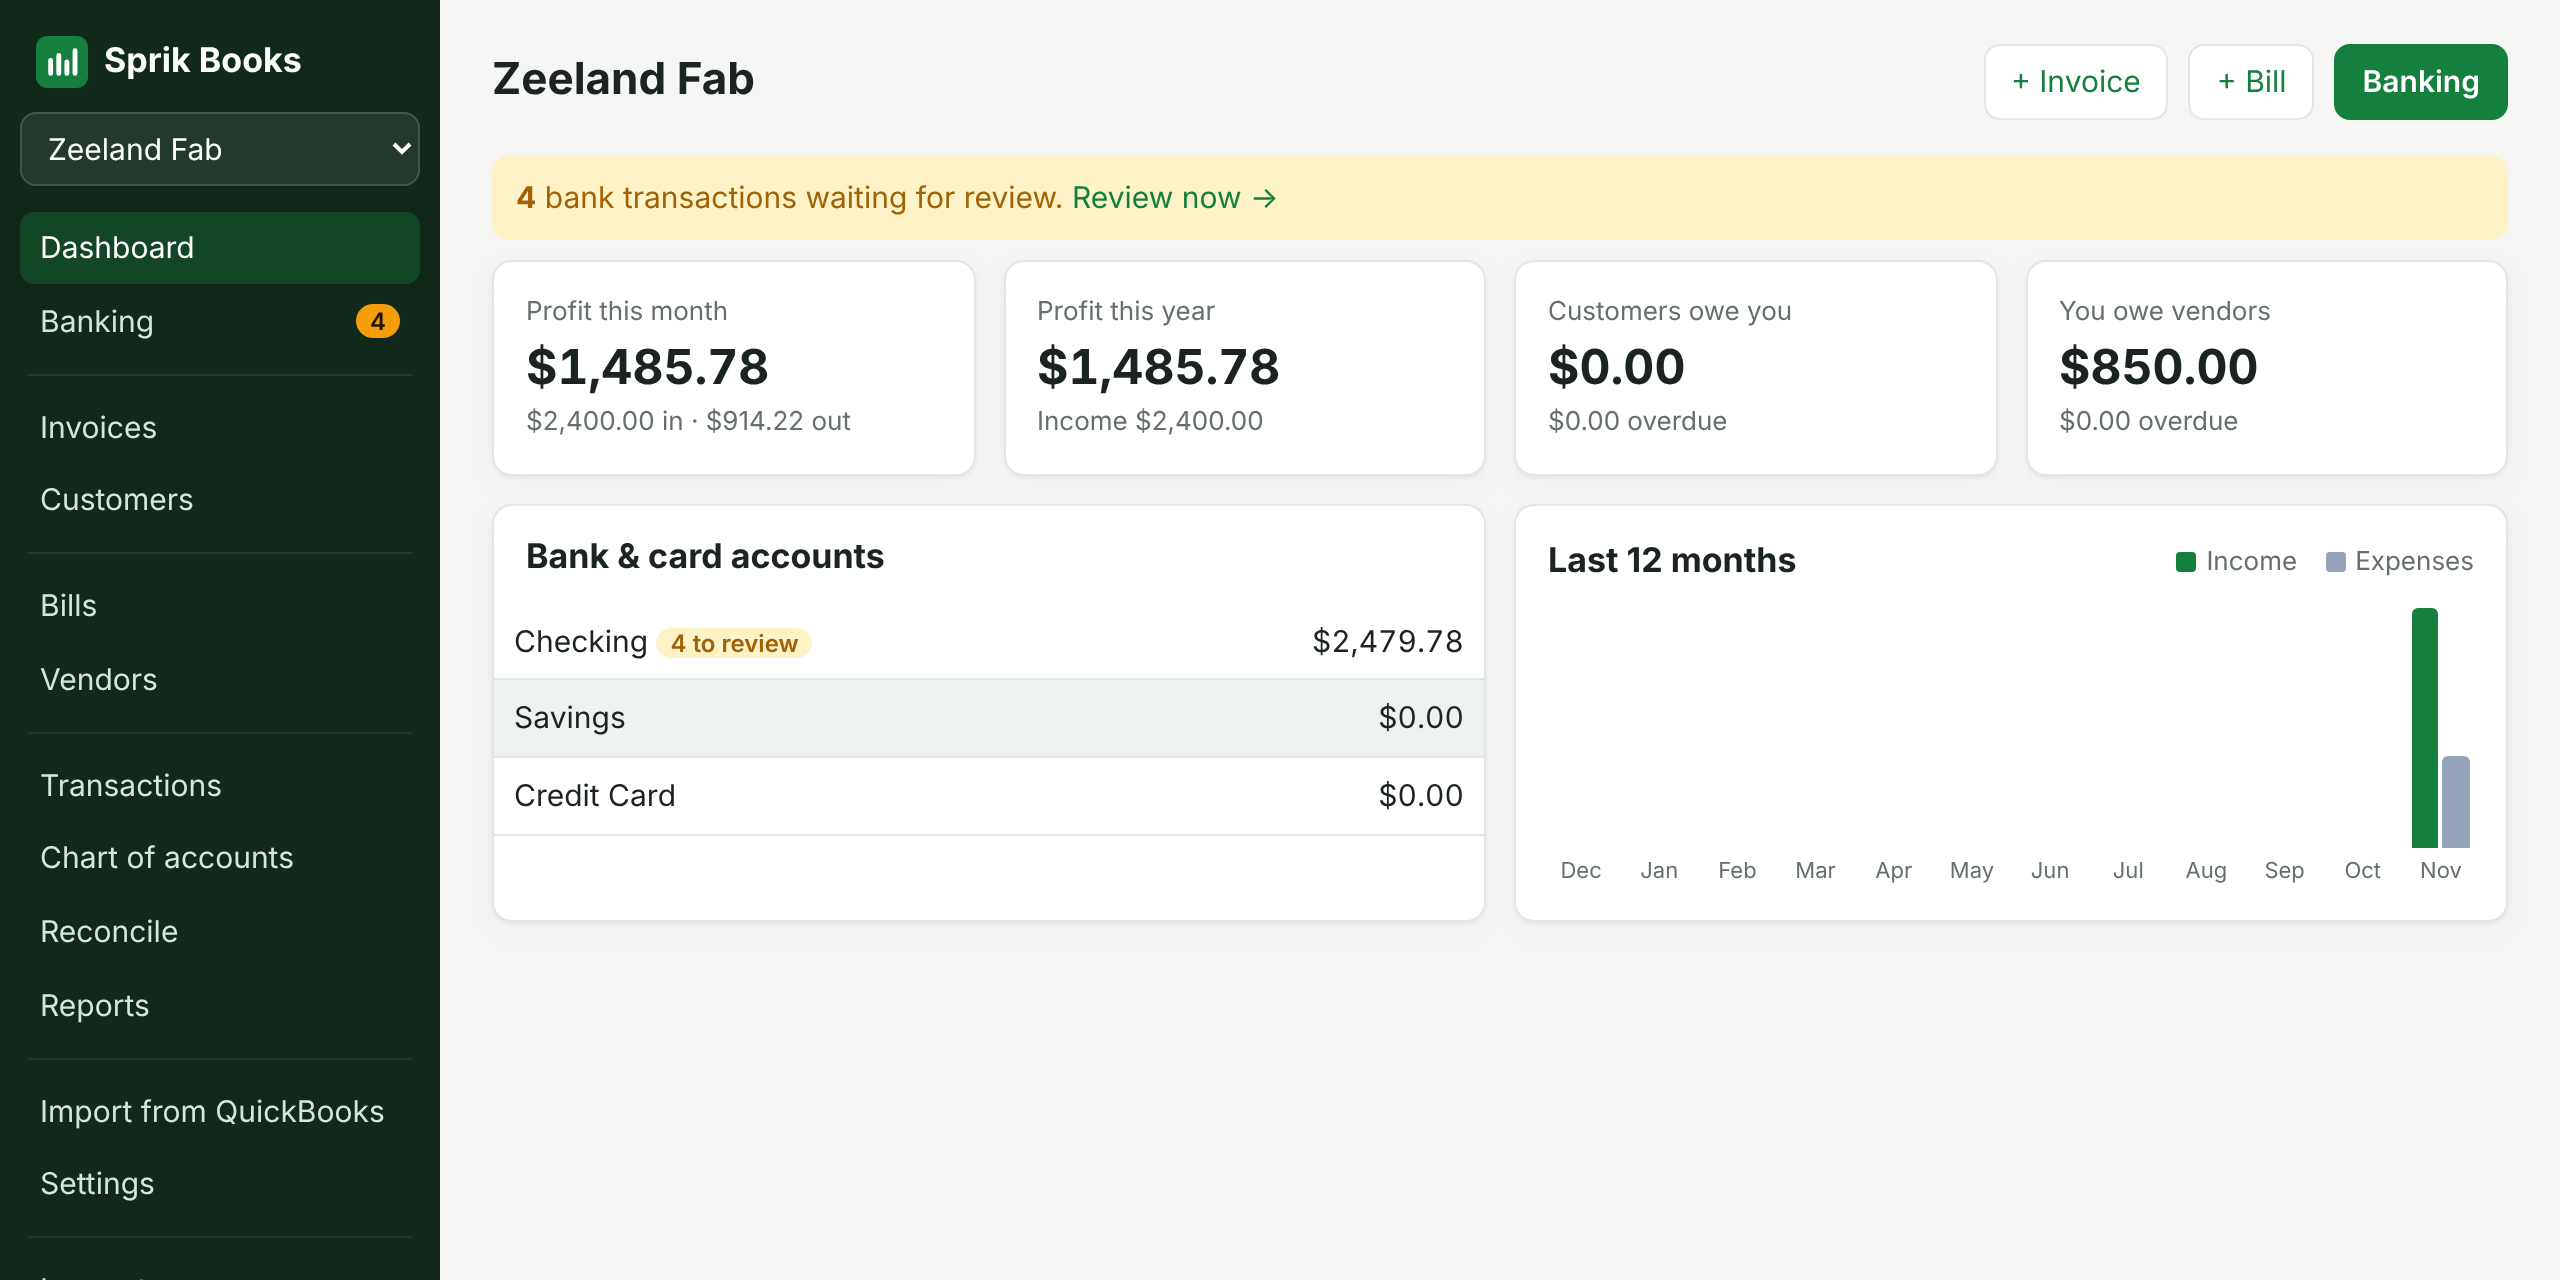 Sprik Books
Zeeland Fab
Dashboard
Banking 4
Invoices
Customers
Bills
Vendors
Transactions
Chart of accounts
Reconcile
Reports
Import from QuickBooks
Settings
Zeeland Fab
+ Invoice
+ Bill
Banking
4 bank transactions waiting for review. Review now →
Profit this month
$1,485.78
$2,400.00 in · $914.22 out
Profit this year
$1,485.78
Income $2,400.00
Customers owe you
$0.00
$0.00 overdue
You owe vendors
$850.00
$0.00 overdue
Bank & card accounts
Checking 4 to review $2,479.78
Savings $0.00
Credit Card $0.00
Last 12 months
Income Expenses
Dec Jan Feb Mar Apr May Jun Jul Aug Sep Oct Nov